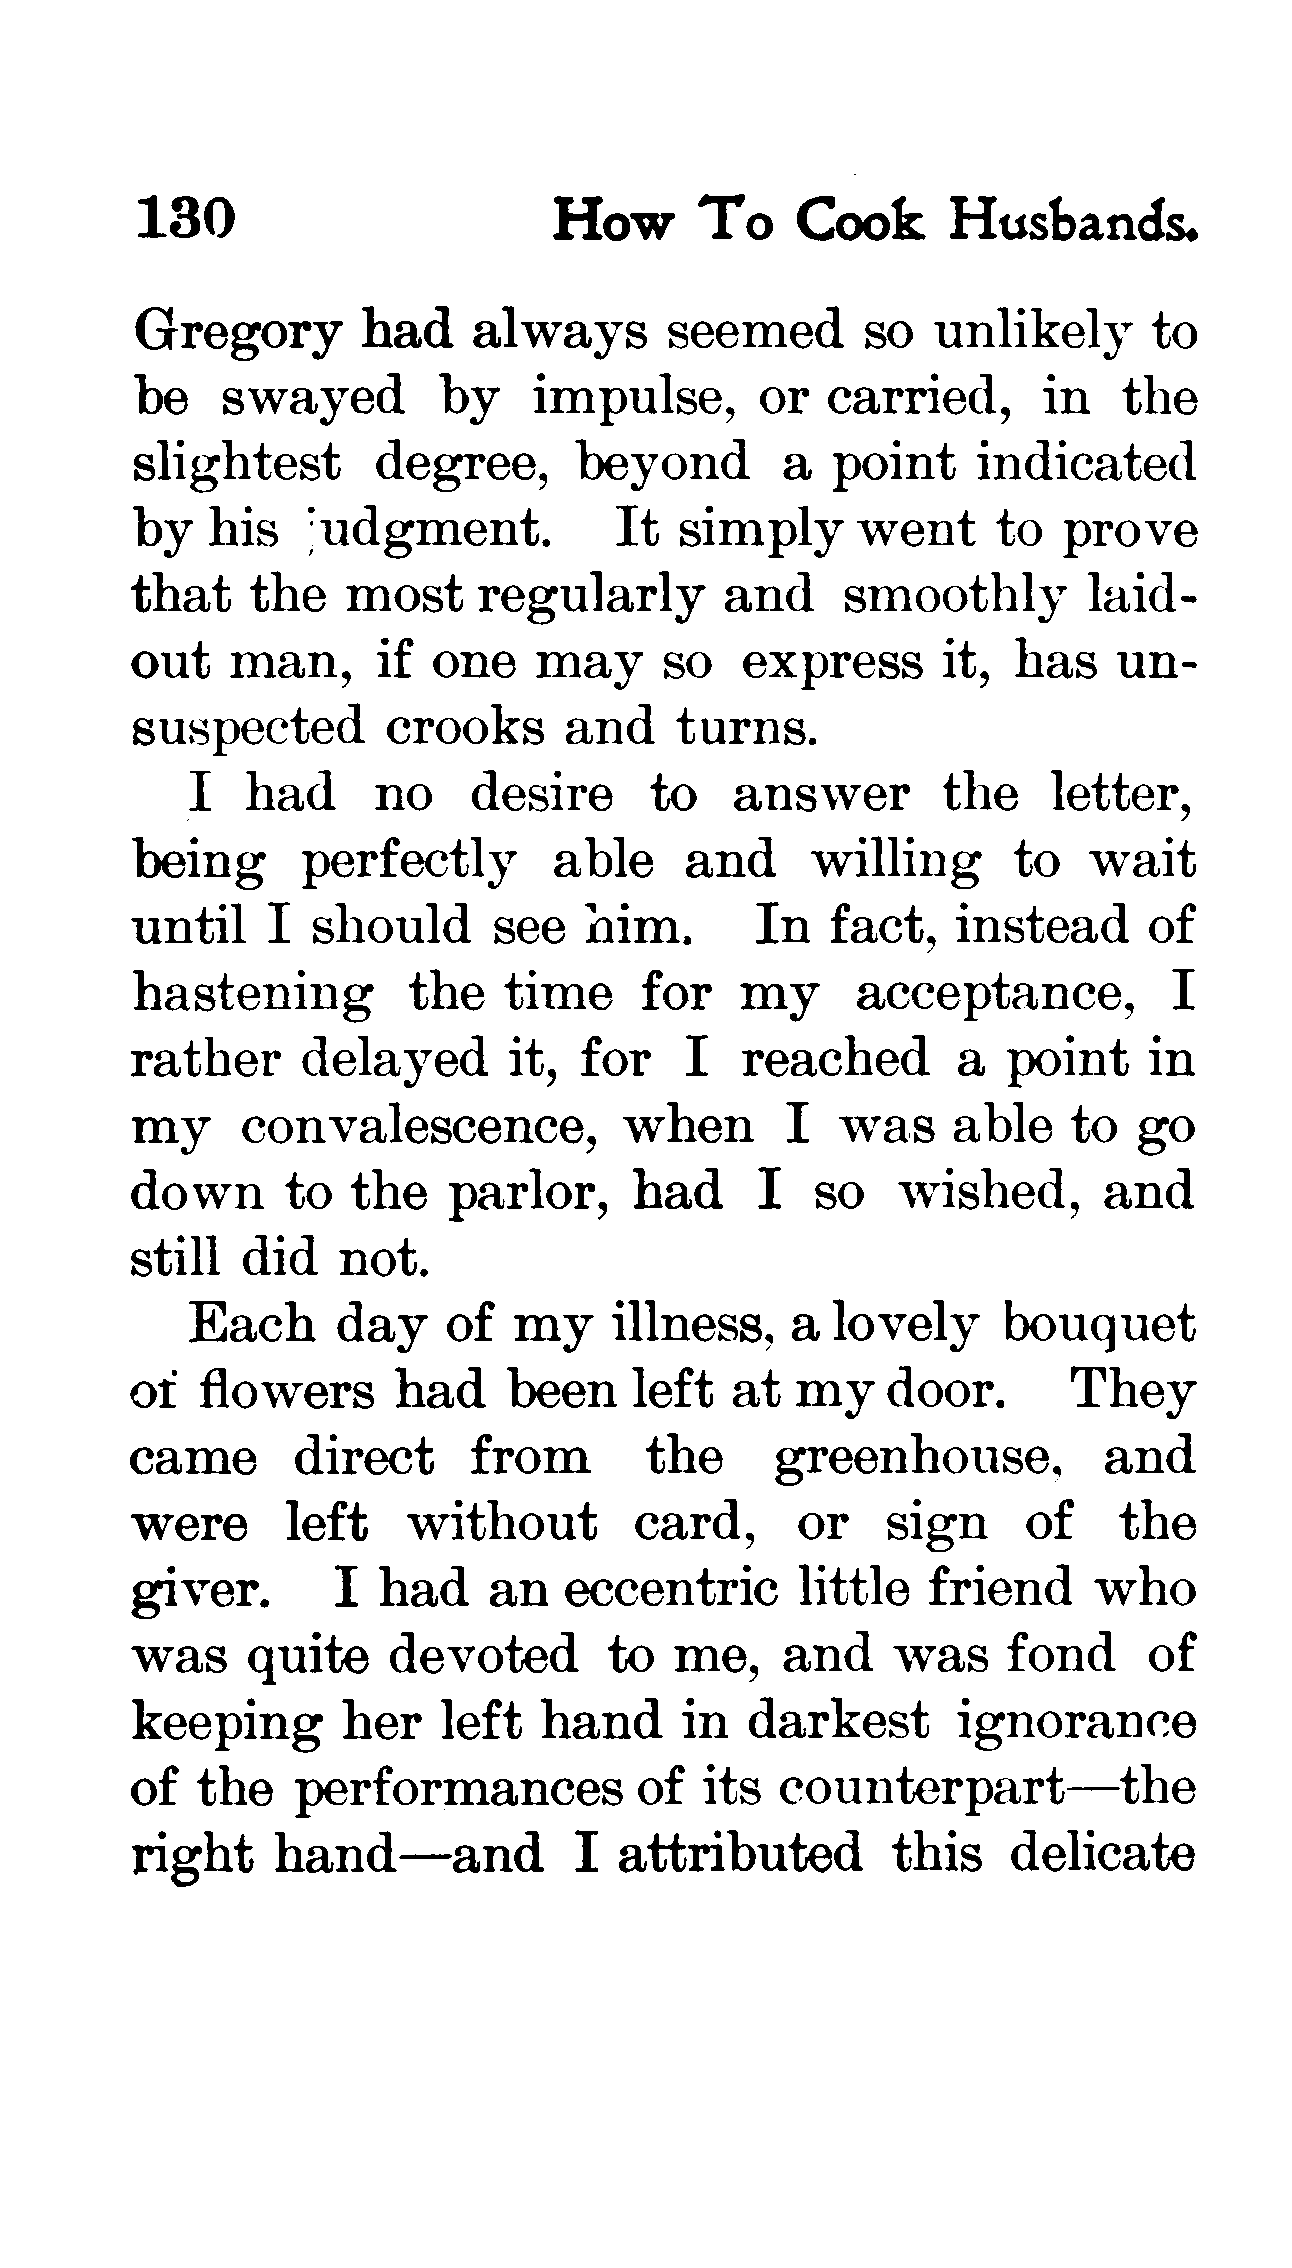 130 How To Cook Husbands.
Gregory had always seemed so unlikely to
be swayed by impulse, or carried, in the
slightest degree, beyond a point indicated
by his judgment. It simply went to prove
that the most regularly and smoothly laid-
out man, if one may so express it, has un-
suspected crooks and turns.
I had no desire to answer the letter,
being perfectly able and willing to wait
until I should see him. In fact, instead of
hastening the time for my acceptance, I
rather delayed it, for I reached a point in
my convalescence, when I was able to go
down to the parlor, had I so wished, and
still did not.
Each day of my illness, a lovely bouquet
of flowers had been left at my door. They
came direct from the greenhouse, and
were left without card, or sign of the
giver. I had an eccentric little friend who
was quite devoted to me, and was fond of
keeping her left hand in darkest ignorance
of the performances of its counterpart—the
right hand—and I attributed this delicate